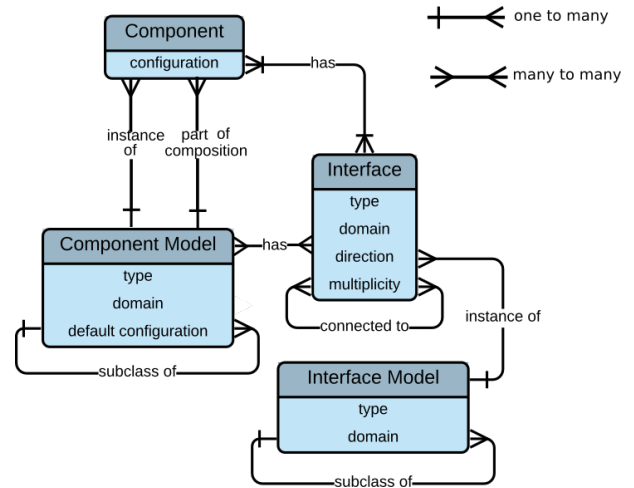 Component
configuration
has
one to many
many to many
instance
of
part of
composition
Interface
type
domain
direction
multiplicity
connected to
Component Model
type
domain
default configuration
subclass of
has
instance of
Interface Model
type
domain
subclass of